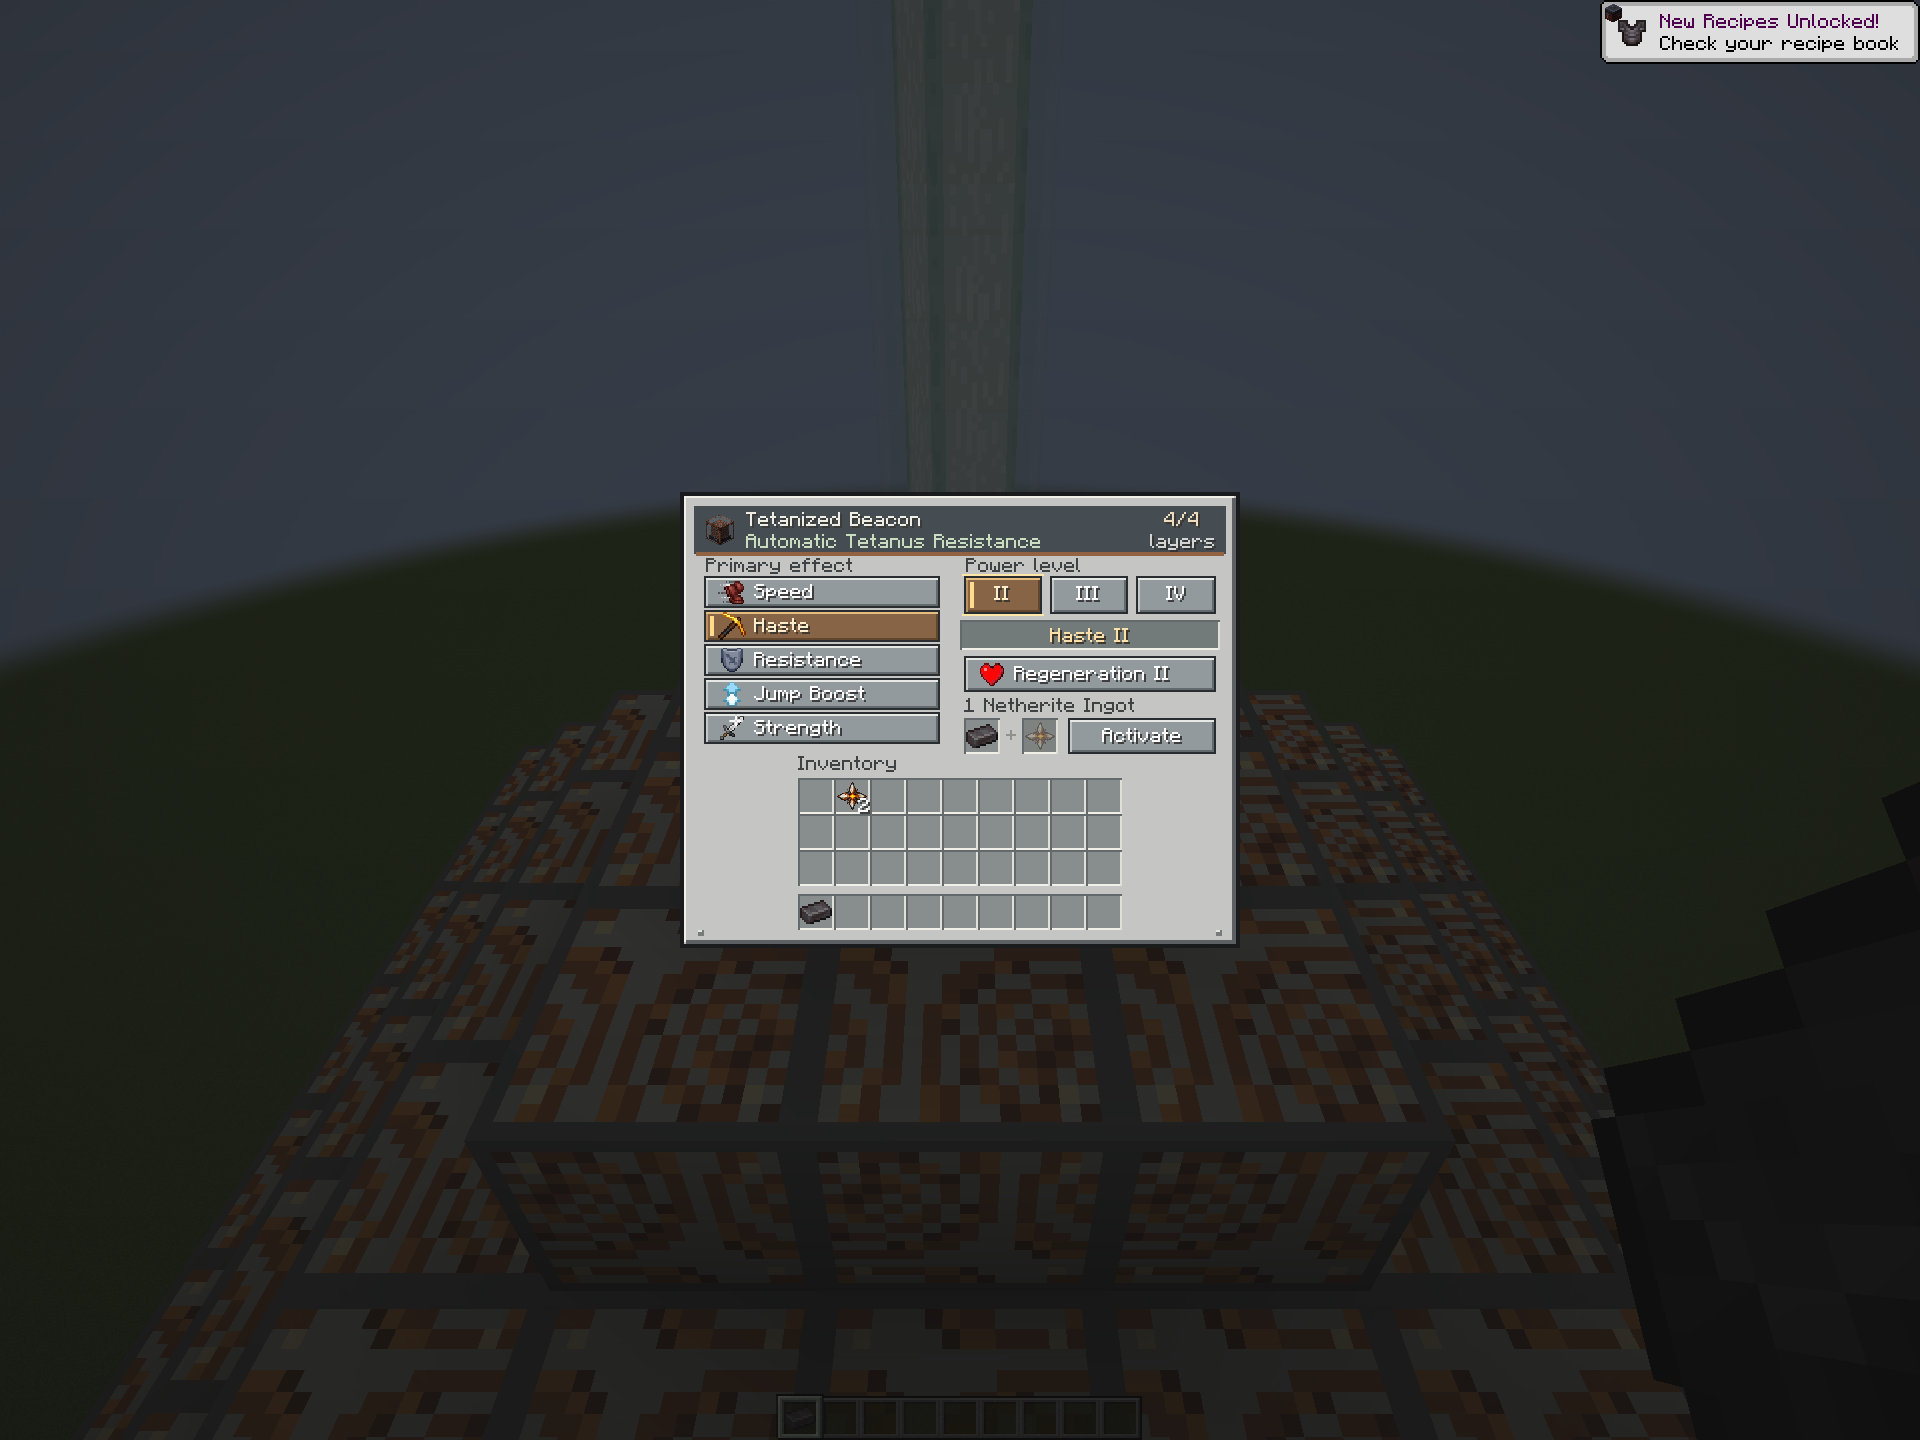 New Recipes Unlocked!
Check your recipe book
Tetanized Beacon
4/4
Automatic Tetanus Resistance
layers
Primary effect
Power level
Speed
II
III
IV
Haste
Haste II
Resistance
Regeneration II
Jump Boost
1 Netherite Ingot
Strength
+
Activate
Inventory
2